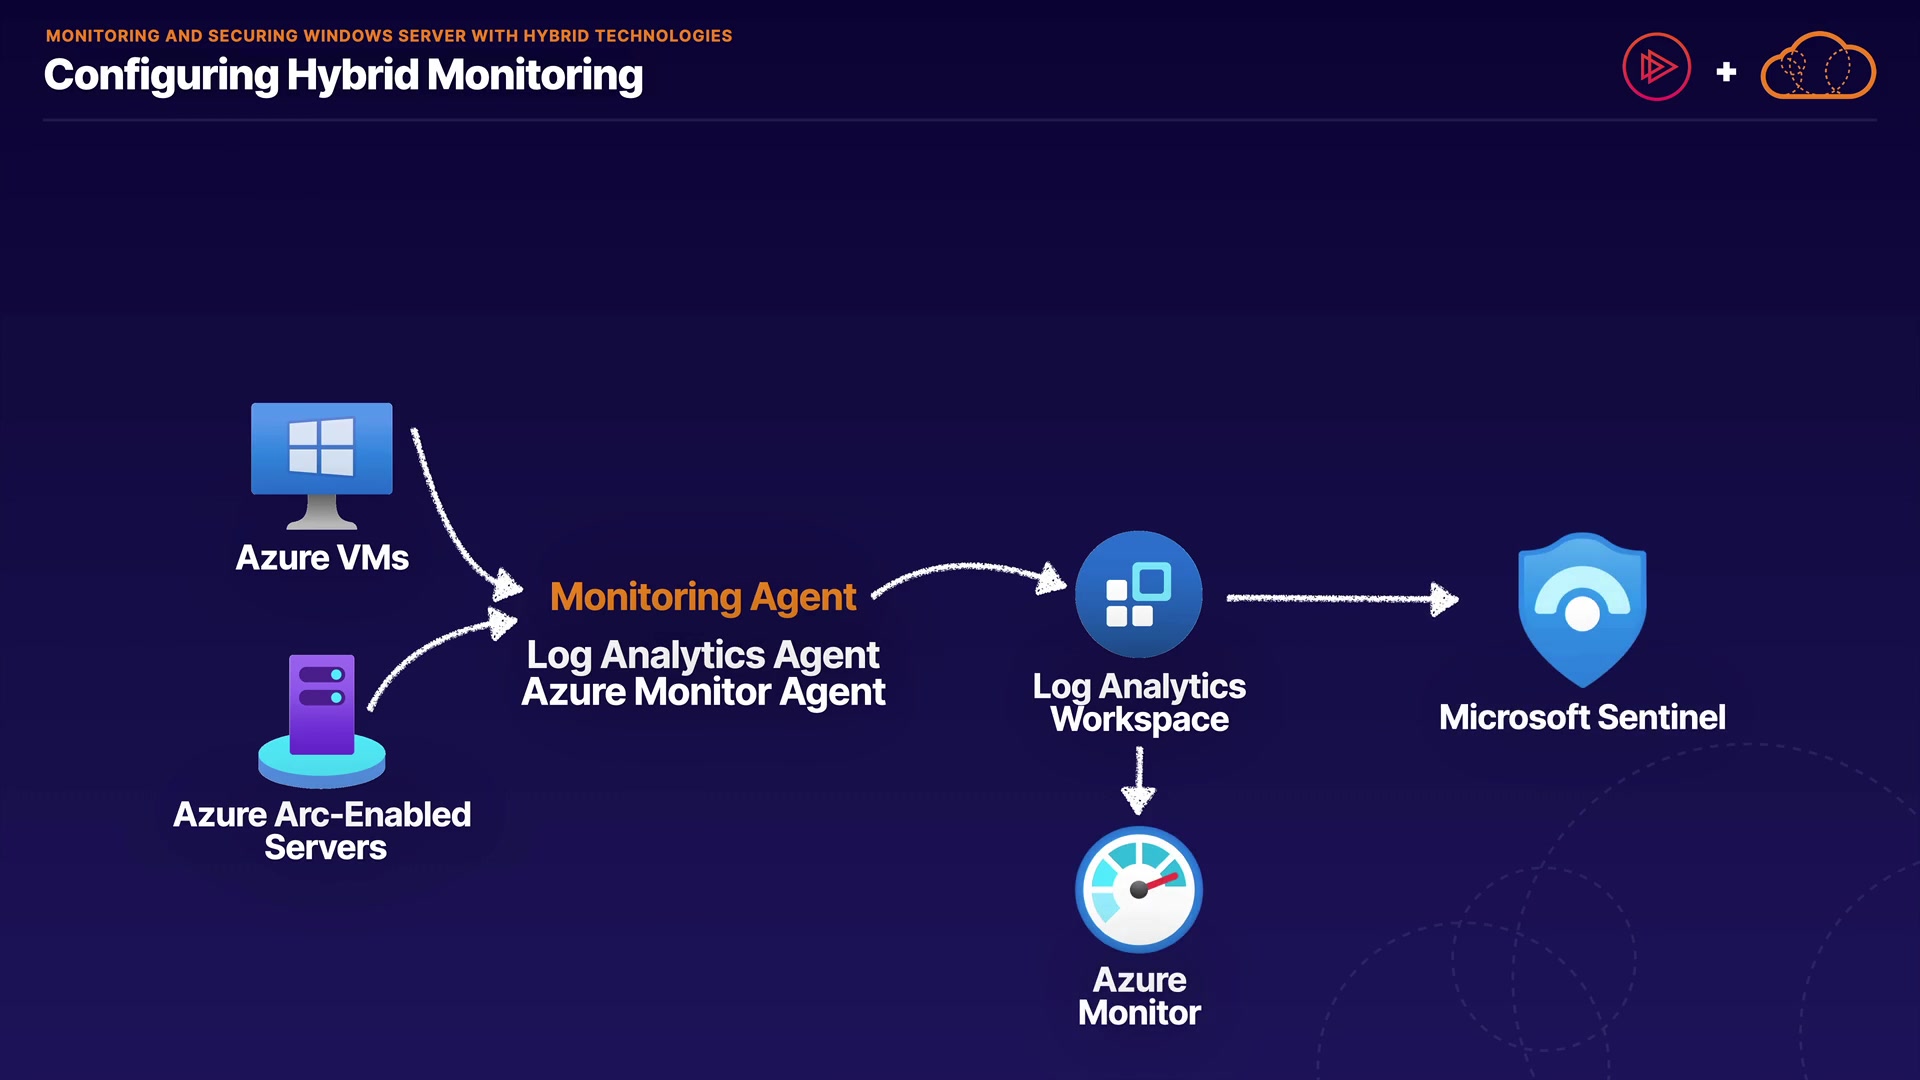 MONITORING AND SECURING WINDOWS SERVER WITH HYBRID TECHNOLOGIES
Configuring Hybrid Monitoring
+
Azure VMs
Azure Arc-Enabled
Servers
Monitoring Agent
Log Analytics Agent
Azure Monitor Agent
Log Analytics
Workspace
Azure
Monitor
Microsoft Sentinel